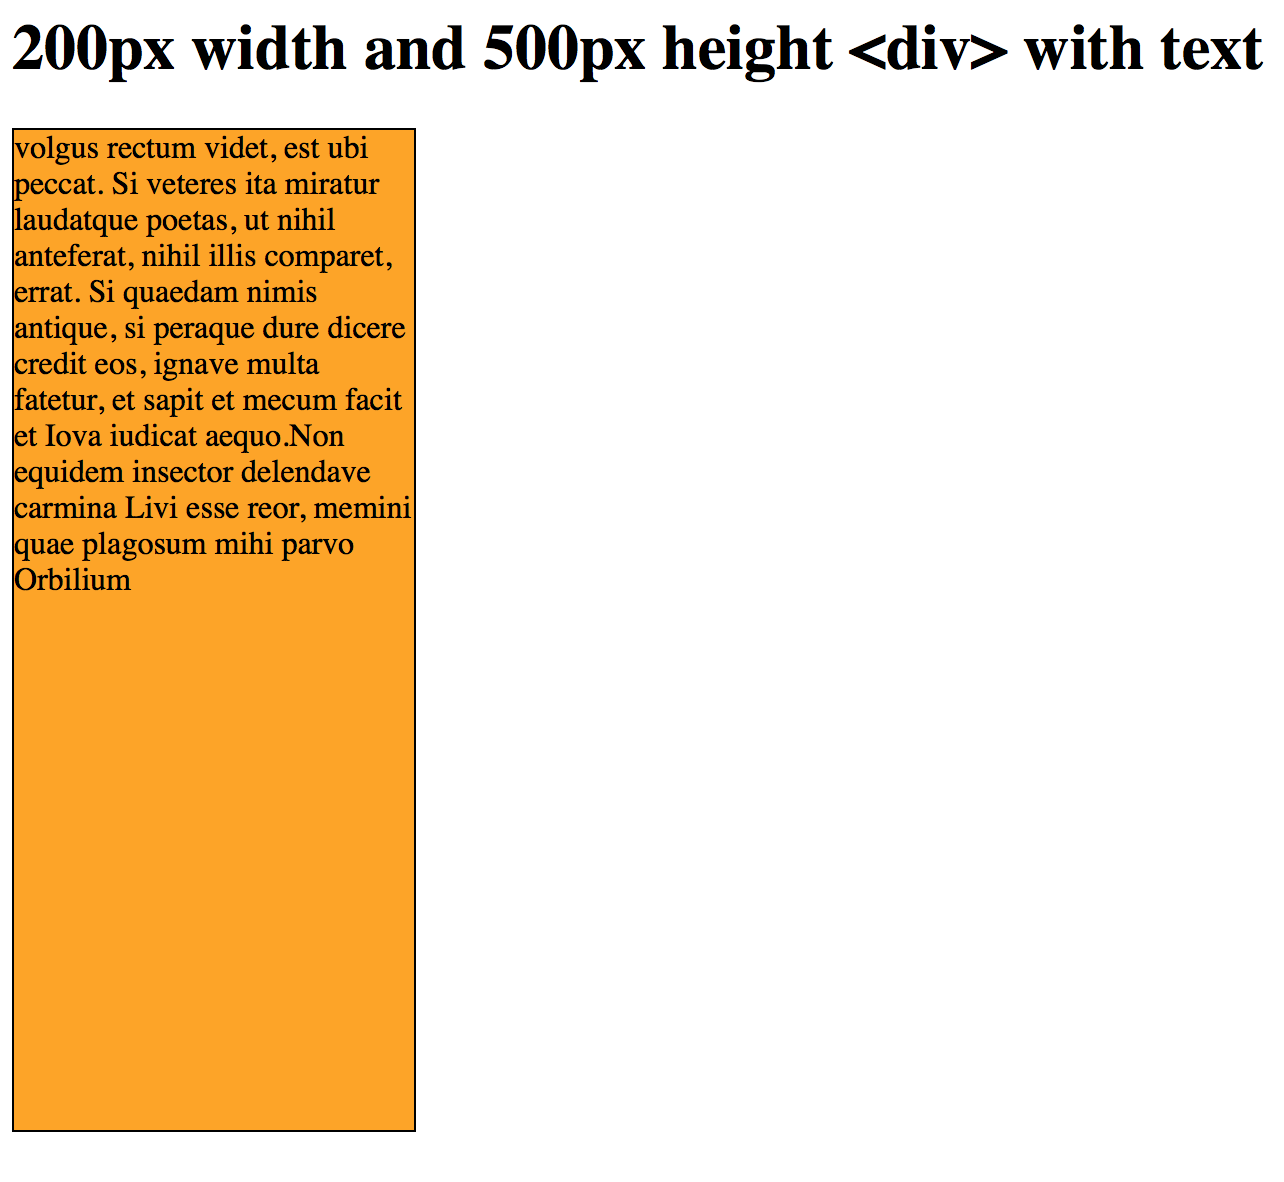 200px width and 500px height <div> with text
volgus rectum videt, est ubi
peccat. Si veteres ita miratur
laudatque poetas, ut nihil
anteferat, nihil illis comparet,
errat. Si quaedam nimis
antique, si peraque dure dicere
credit eos, ignave multa
fatetur, et sapit et mecum facit
et Iova iudicat aequo.Non
equidem insector delendave
carmina Livi esse reor, memini
quae plagosum mihi parvo
Orbilium